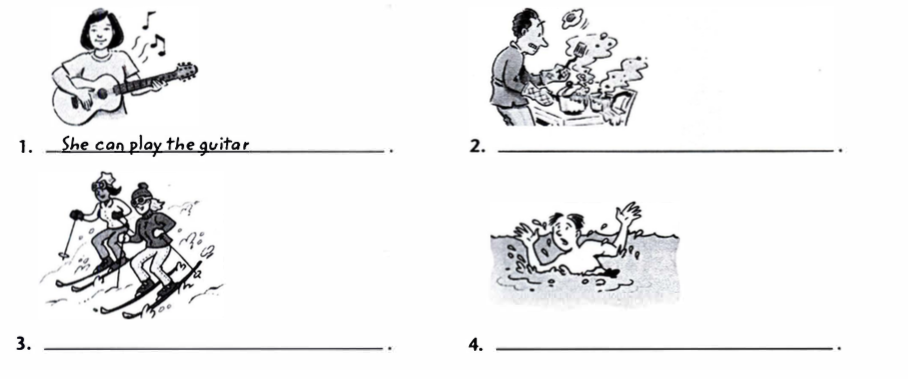 1. She can play the guitar .
2. .
3. .
4. .